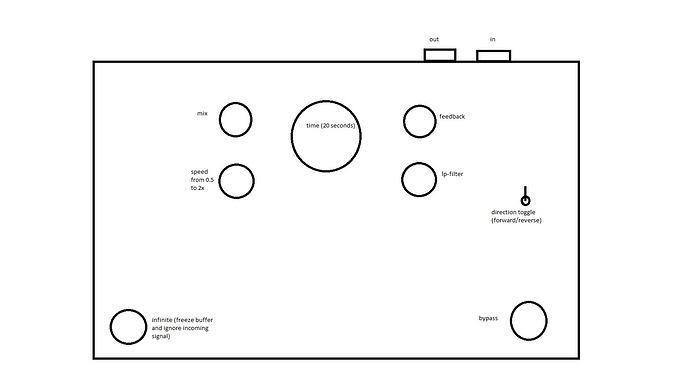 out
in
mix
time (20 seconds)
feedback
speed
from 0.5
to 2x
lp-filter
direction toggle
(forward/reverse)
infinite (freeze buffer
and ignore incoming
signal)
bypass